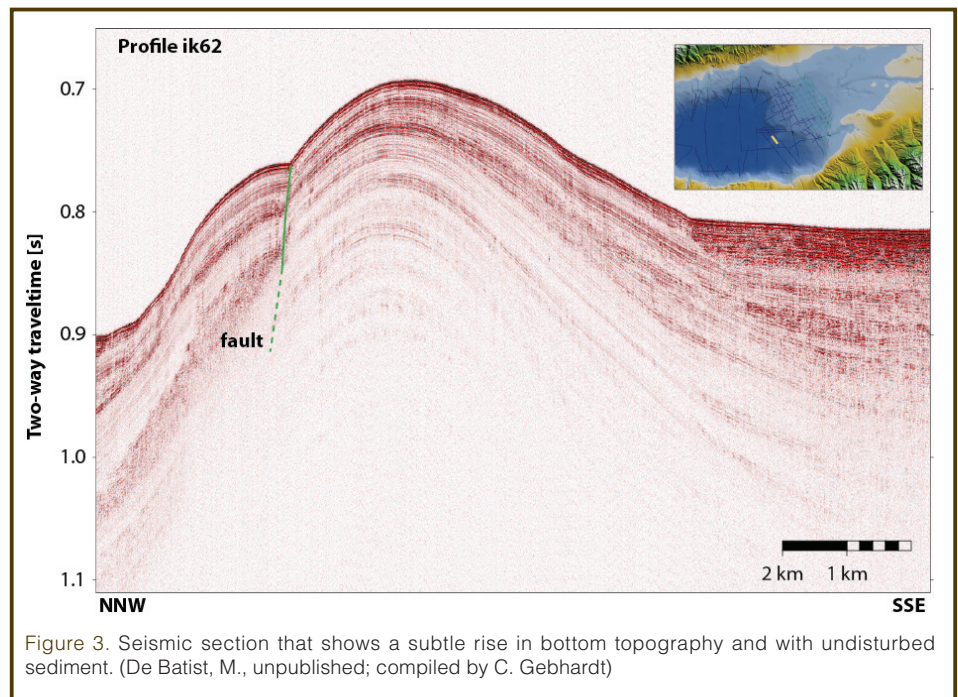 Profile ik62
0.7
0.8
0.9
1.0
1.1
Two-way traveltime [s]
fault
2 km 1 km
NNW SSE
Figure 3. Seismic section that shows a subtle rise in bottom topography and with undisturbed
sediment. (De Batist, M., unpublished; compiled by C. Gebhardt)